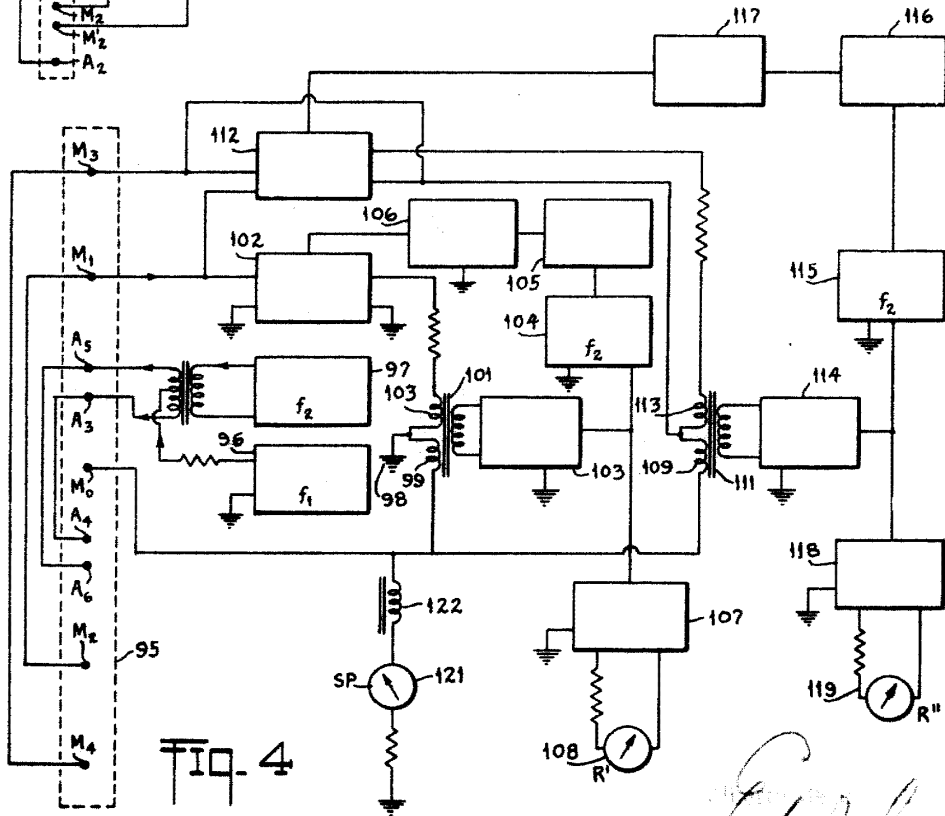 M₂
M'₂
A₂
117
116
112
M₃
106
102
105
M₁
115
f₂
104
f₂
A₅
97
A₃
f₂
103
101
113
114
96
M₀
f₁
98
99
103
109
111
A₄
A₆
122
118
M₂
95
107
SP
121
119
R"
M₄
Fig. 4
108
R'